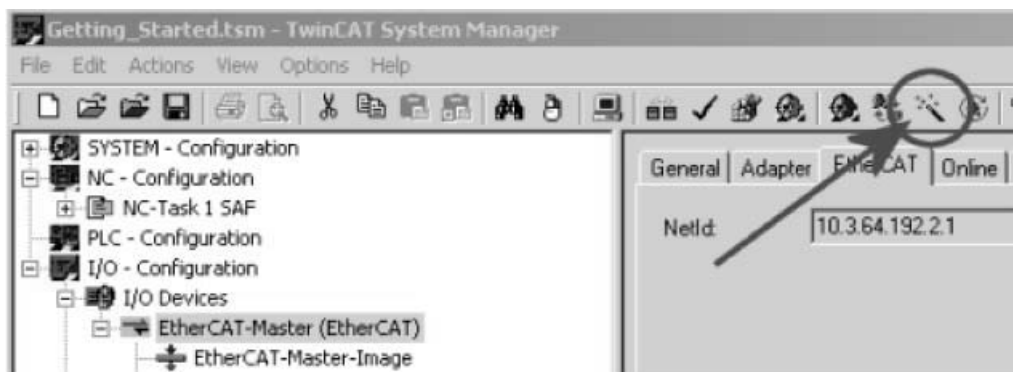 Getting_Started.tsm - TwinCAT System Manager
File Edit Actions View Options Help
SYSTEM - Configuration
NC - Configuration
NC-Task 1 SAF
PLC - Configuration
I/O - Configuration
I/O Devices
EtherCAT-Master (EtherCAT)
EtherCAT-Master-Image
General Adapter EtherCAT Online
NetId: 10.3.64.192.2.1